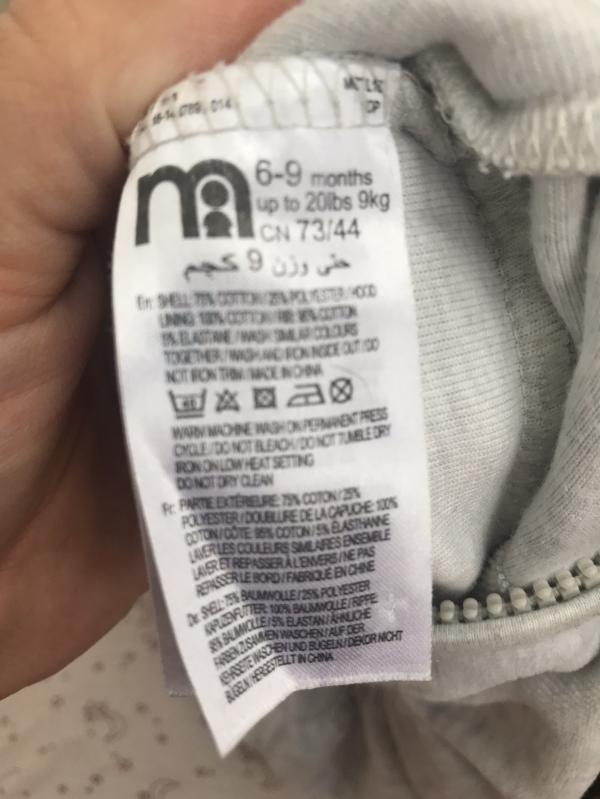 6-9 months
up to 20lbs 9kg
CN 73/44
حتى وزن 9 كجم
En: SHELL: 75% COTTON / 25% POLYESTER / HOOD
LINING: 100% COTTON / RIB: 95% COTTON
5% ELASTANE / WASH SIMILAR COLOURS
TOGETHER / WASH AND IRON INSIDE OUT / DO
NOT IRON TRIM / MADE IN CHINA
WARM MACHINE WASH ON PERMANENT PRESS
CYCLE / DO NOT BLEACH / DO NOT TUMBLE DRY
IRON ON LOW HEAT SETTING
DO NOT DRY CLEAN
Fr: PARTIE EXTÉRIEURE: 75% COTON / 25%
POLYESTER / DOUBLURE DE LA CAPUCHE: 100%
COTON / CÔTE: 95% COTON / 5% ÉLASTHANNE
LAVER LES COULEURS SIMILAIRES ENSEMBLE
LAVER ET REPASSER À L'ENVERS / NE PAS
REPASSER LE BORD / FABRIQUÉ EN CHINE
De: SHELL: 75% BAUMWOLLE / 25% POLYESTER
KAPUZENFUTTER: 100% BAUMWOLLE / RIPPE:
95% BAUMWOLLE / 5% ELASTAN / ÄHNLICHE
FARBEN ZUSAMMEN WASCHEN / AUF DER
KEHRSEITE WASCHEN UND BÜGELN / DEKOR NICHT
BÜGELN / HERGESTELLT IN CHINA